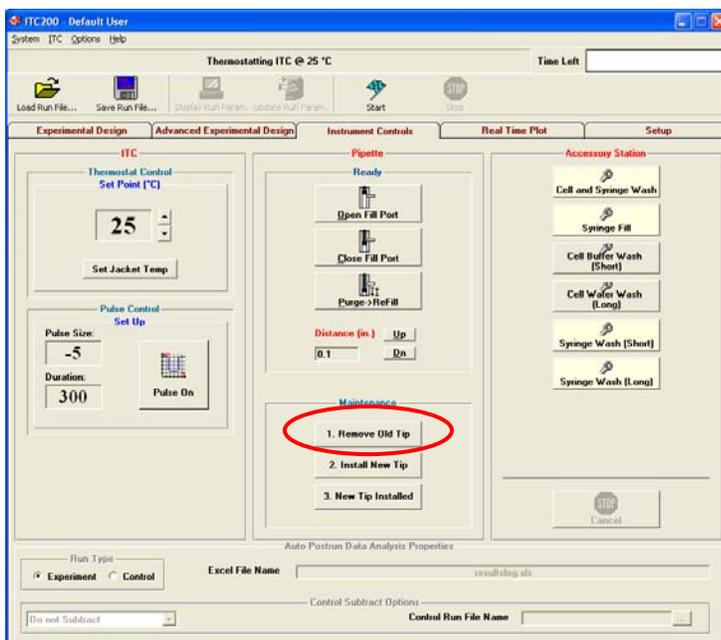 ITC200 - Default User
System ITC Options Help
Thermostatting ITC @ 25 °C Time Left
Load Run File... Save Run File... Display Run Param. Update Run Param. Start Stop
Experimental Design Advanced Experimental Design Instrument Controls Real Time Plot Setup
ITC
Thermostat Control
Set Point (°C)
25
Set Jacket Temp
Pulse Control
Set Up
Pulse Size:
-5
Duration:
300
Pulse On
Pipette
Ready
Open Fill Port
Close Fill Port
Purge->ReFill
Distance (in.) Up
0.1 Dn
Maintenance
1. Remove Old Tip
2. Install New Tip
3. New Tip Installed
Accessory Station
Cell and Syringe Wash
Syringe Fill
Cell Buffer Wash
(Short)
Cell Water Wash
(Long)
Syringe Wash (Short)
Syringe Wash (Long)
STOP
Cancel
Auto Postrun Data Analysis Properties
Run Type
Experiment Control
Excel File Name resultslog.xls
Control Subtract Options
Do not Subtract Control Run File Name ...